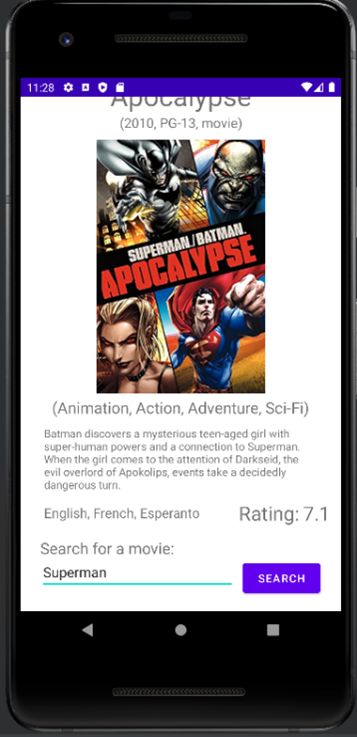 11:28
Apocalypse
(2010, PG-13, movie)
SUPERMAN/BATMAN
APOCALYPSE
(Animation, Action, Adventure, Sci-Fi)
Batman discovers a mysterious teen-aged girl with
super-human powers and a connection to Superman.
When the girl comes to the attention of Darkseid, the
evil overlord of Apokolips, events take a decidedly
dangerous turn.
English, French, Esperanto
Rating: 7.1
Search for a movie:
Superman
SEARCH